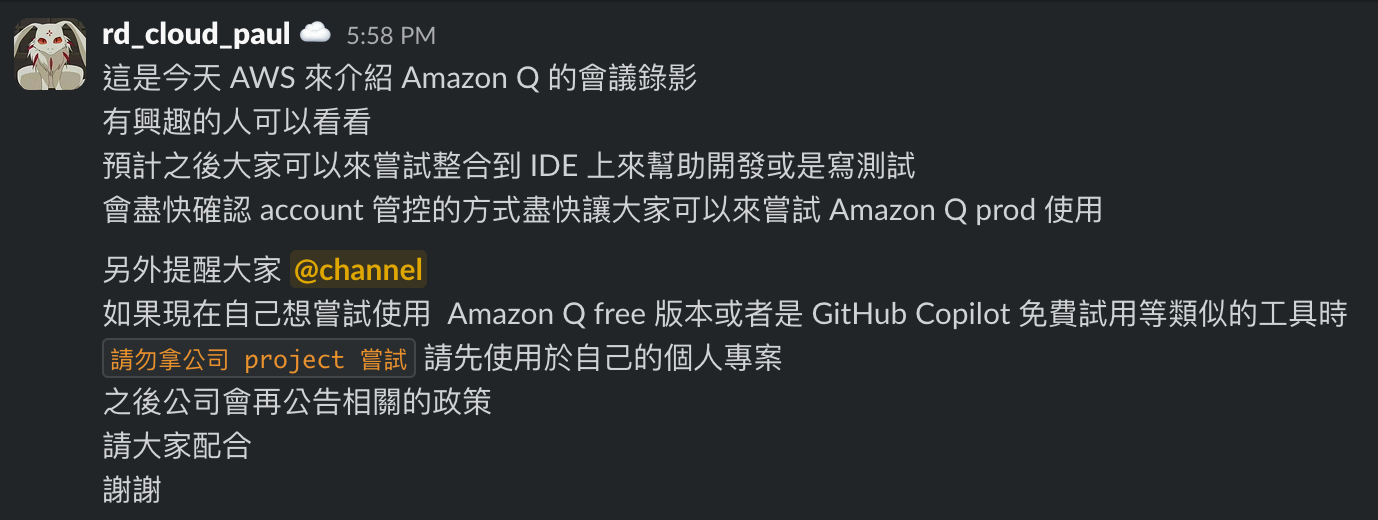 rd_cloud_paul ☁️ 5:58 PM
這是今天 AWS 來介紹 Amazon Q 的會議錄影
有興趣的人可以看看
預計之後大家可以來嘗試整合到 IDE 上來幫助開發或是寫測試
會盡快確認 account 管控的方式盡快讓大家可以來嘗試 Amazon Q prod 使用
另外提醒大家 @channel
如果現在自己想嘗試使用 Amazon Q free 版本或者是 GitHub Copilot 免費試用等類似的工具時
請勿拿公司 project 嘗試 請先使用於自己的個人專案
之後公司會再公告相關的政策
請大家配合
謝謝